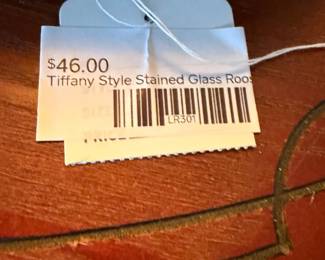 $46.00
Tiffany Style Stained Glass Roos
LR301